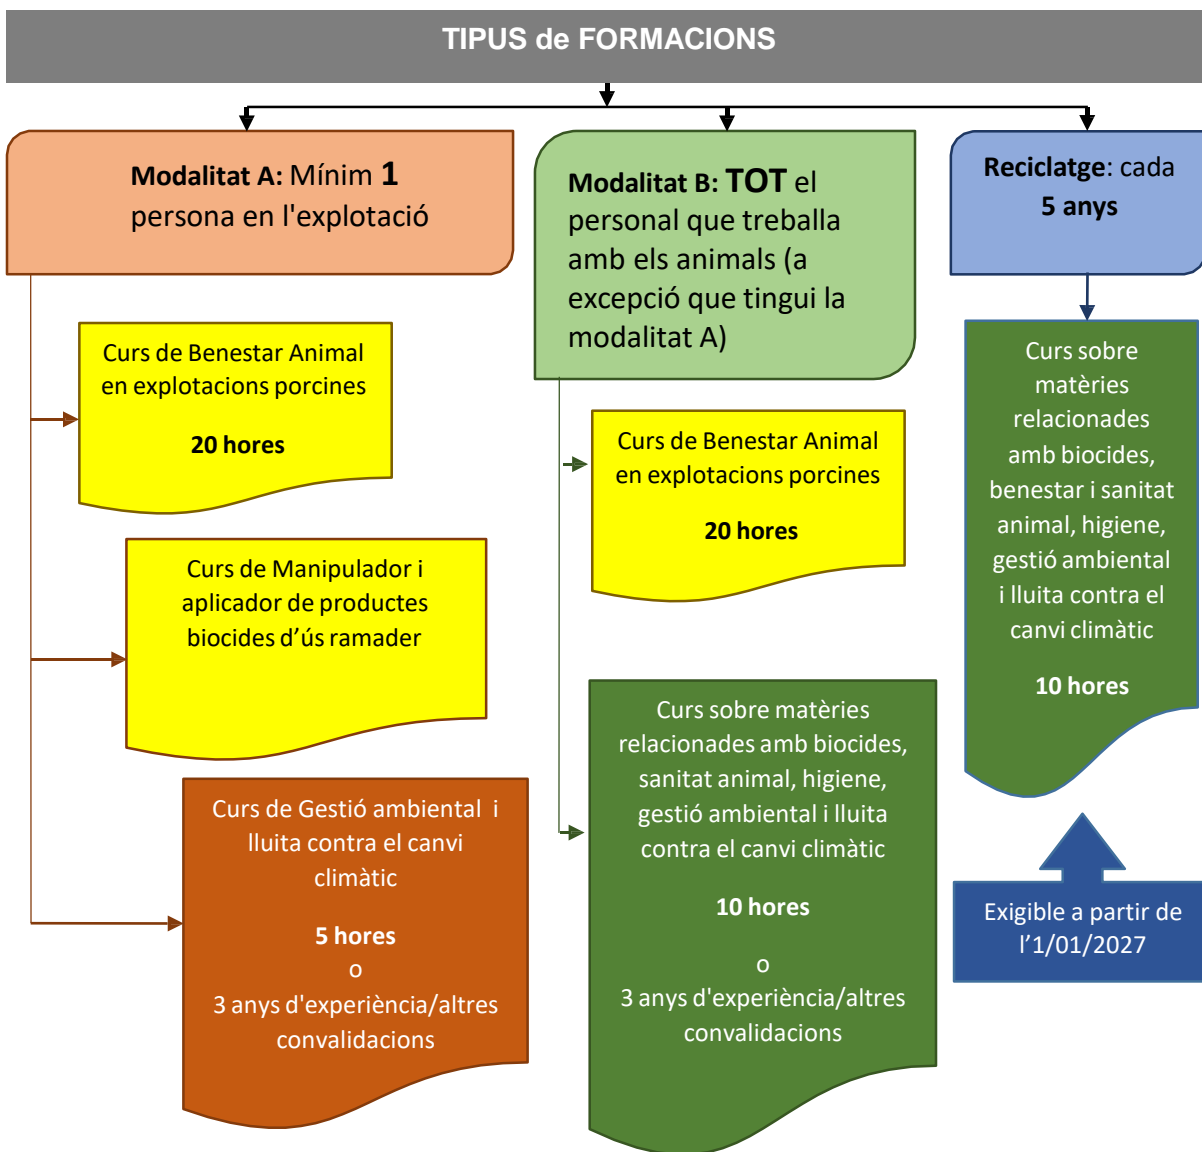 TIPUS de FORMACIONS
Modalitat A: Mínim 1
persona en l'explotació
Curs de Benestar Animal
en explotacions porcines
20 hores
Curs de Manipulador i
aplicador de productes
biocides d’ús ramader
Curs de Gestió ambiental i
lluita contra el canvi
climàtic
5 hores
o
3 anys d'experiència/altres
convalidacions
Modalitat B: TOT el
personal que treballa
amb els animals (a
excepció que tingui la
modalitat A)
Curs de Benestar Animal
en explotacions porcines
20 hores
Curs sobre matèries
relacionades amb biocides,
sanitat animal, higiene,
gestió ambiental i lluita
contra el canvi climàtic
10 hores
o
3 anys d'experiència/altres
convalidacions
Reciclatge: cada
5 anys
Curs sobre
matèries
relacionades
amb biocides,
benestar i sanitat
animal, higiene,
gestió ambiental
i lluita contra el
canvi climàtic
10 hores
Exigible a partir de
l’1/01/2027